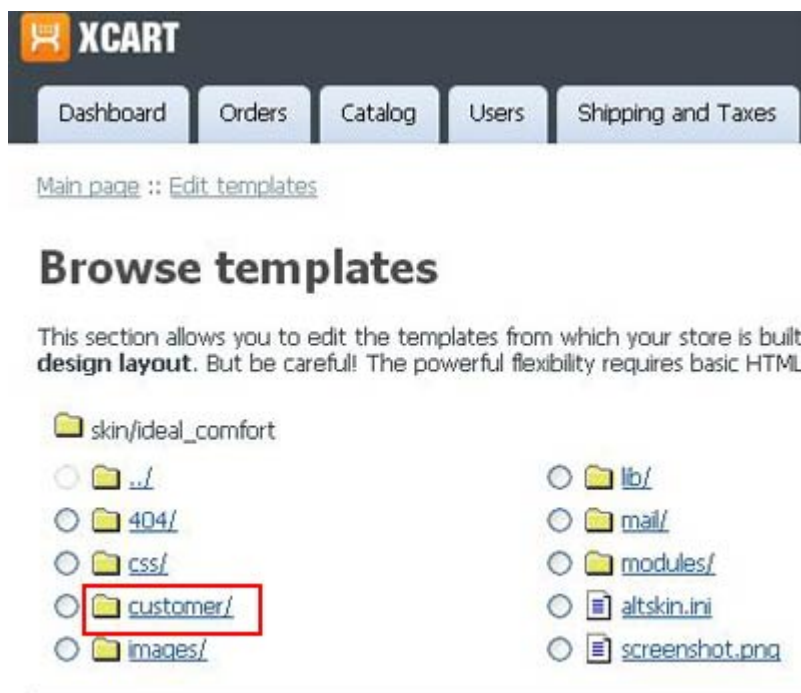 XCART
Dashboard Orders Catalog Users Shipping and Taxes
Main page :: Edit templates
Browse templates
This section allows you to edit the templates from which your store is built
design layout. But be careful! The powerful flexibility requires basic HTML
skin/ideal_comfort
../ lib/
404/ mail/
css/ modules/
customer/ altskin.ini
images/ screenshot.png